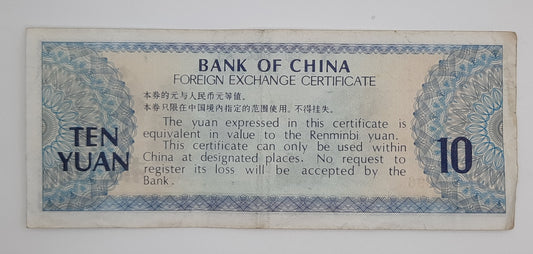 BANK OF CHINA
FOREIGN EXCHANGE CERTIFICATE
本券的元与人民币元等值。
本券只限在中国境内指定的范围使用,不得挂失。
The yuan expressed in this certificate is
equivalent in value to the Renminbi yuan.
This certificate can only be used within
China at designated places. No request to
register its loss will be accepted by the
Bank.
TEN
YUAN
10